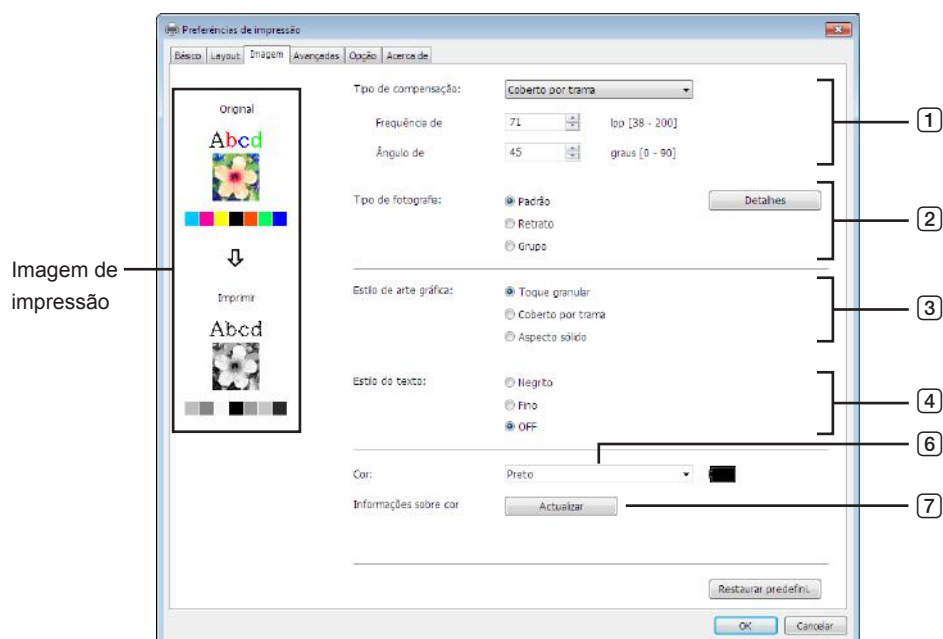 Preferências de impressão
Básico Layout Imagem Avançadas Opção Acerca de
Original
Abcd
Imprimir
Abcd
Imagem de
impressão
Tipo de compensação: Coberto por trama
Frequência de 71 lpp [38 - 200]
Ângulo de 45 graus [0 - 90]
1
Tipo de fotografia: Padrão Detalhes
Retrato
Grupo
2
Estilo de arte gráfica: Toque granular
Coberto por trama
Aspecto sólido
3
Estilo do texto: Negrito
Fino
OFF
4
6
Cor: Preto
Informações sobre cor Actualizar
7
Restaurar predefini.
OK Cancelar